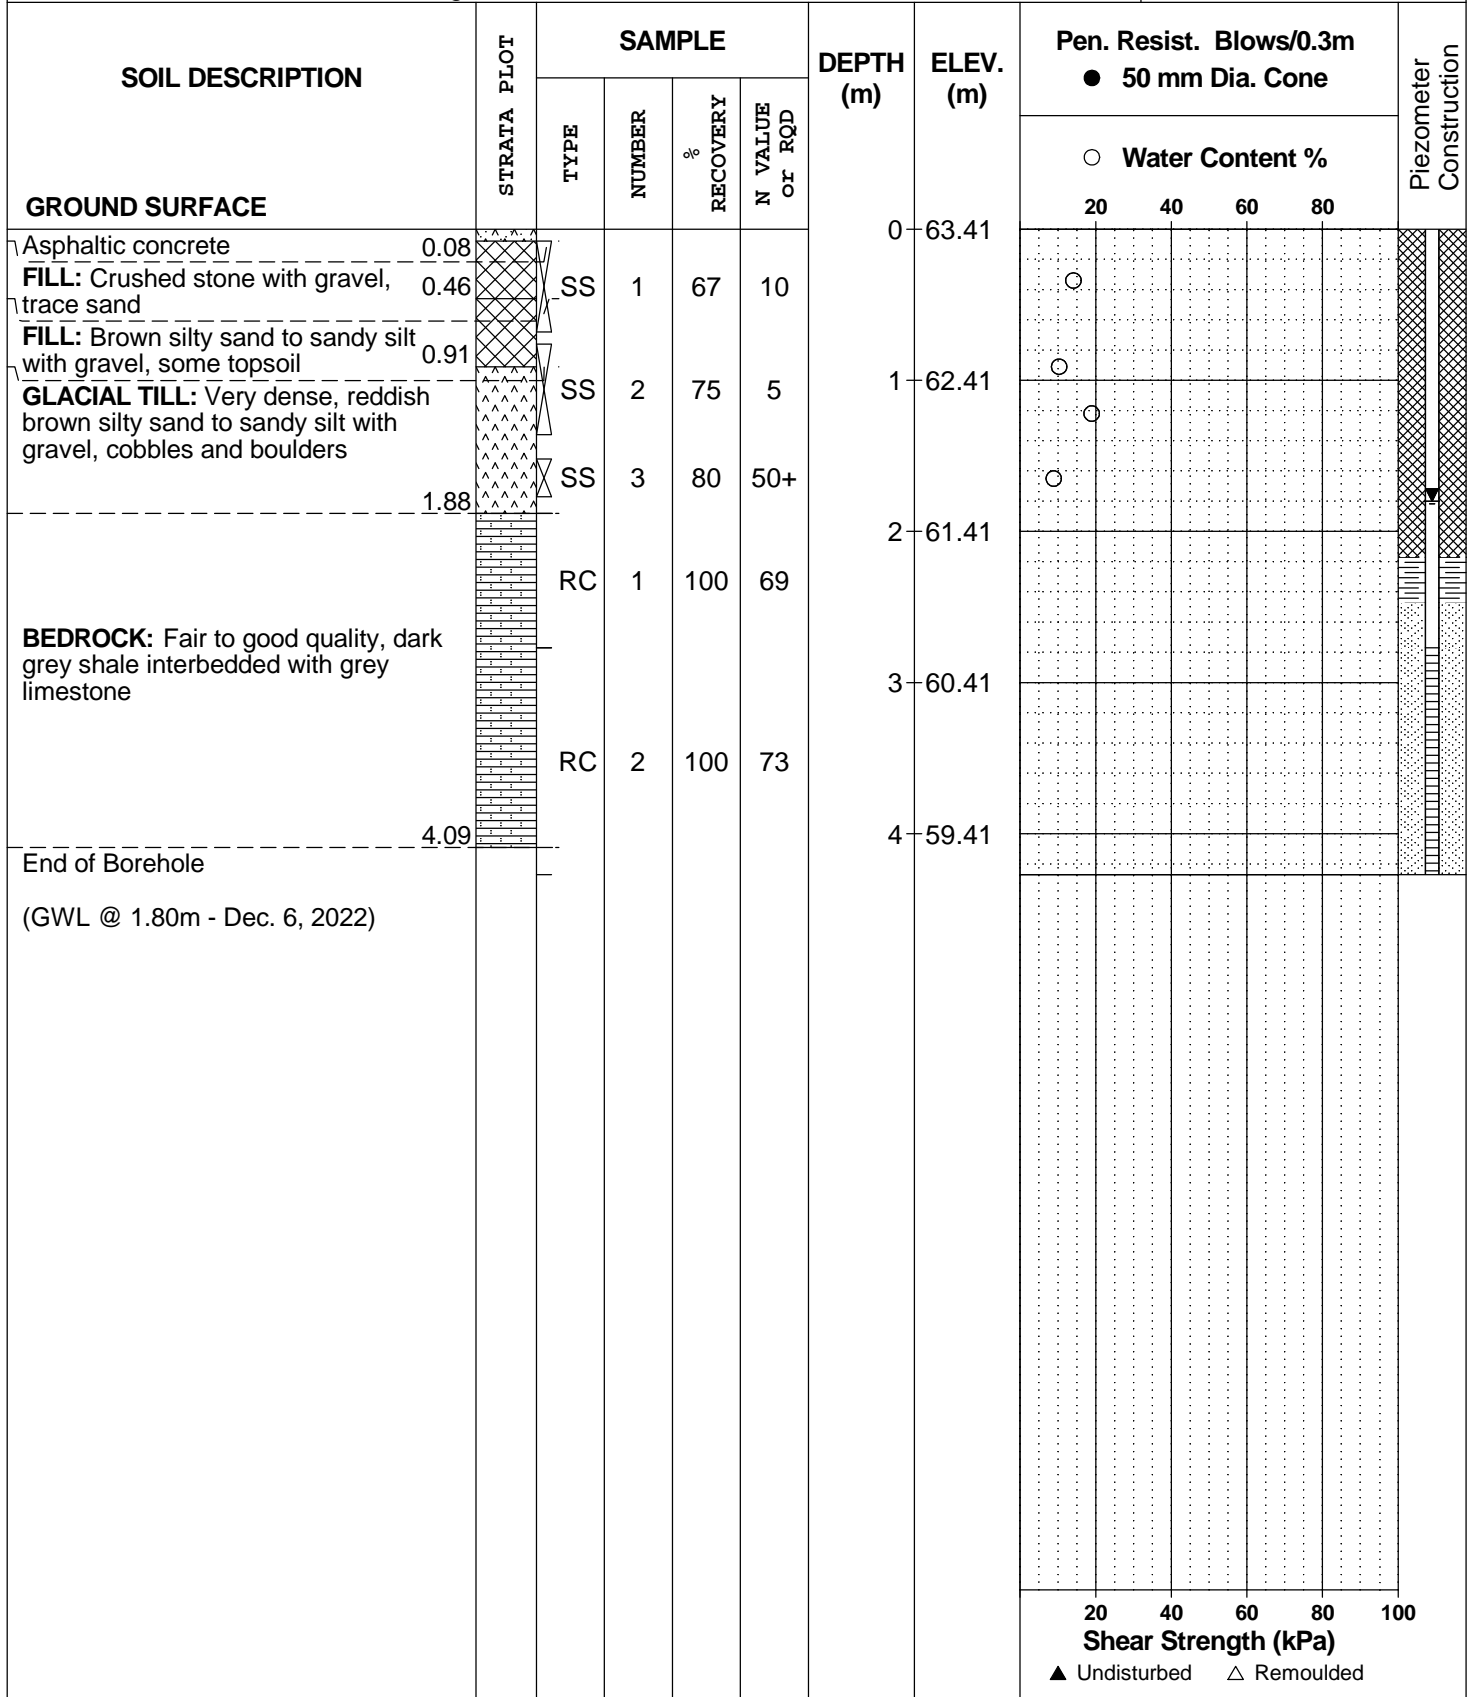 SOIL DESCRIPTION
GROUND SURFACE
STRATA PLOT
SAMPLE
TYPE
NUMBER
% RECOVERY
N VALUE or RQD
DEPTH (m)
ELEV. (m)
Pen. Resist. Blows/0.3m
● 50 mm Dia. Cone
○ Water Content %
20 40 60 80
Piezometer Construction
0 63.41
Asphaltic concrete 0.08
FILL: Crushed stone with gravel, 0.46
trace sand
SS 1 67 10
FILL: Brown silty sand to sandy silt
with gravel, some topsoil 0.91
1 62.41
GLACIAL TILL: Very dense, reddish
brown silty sand to sandy silt with
gravel, cobbles and boulders
SS 2 75 5
SS 3 80 50+
1.88
2 61.41
RC 1 100 69
BEDROCK: Fair to good quality, dark
grey shale interbedded with grey
limestone
3 60.41
RC 2 100 73
4.09
4 59.41
End of Borehole
(GWL @ 1.80m - Dec. 6, 2022)
20 40 60 80 100
Shear Strength (kPa)
▲ Undisturbed △ Remoulded